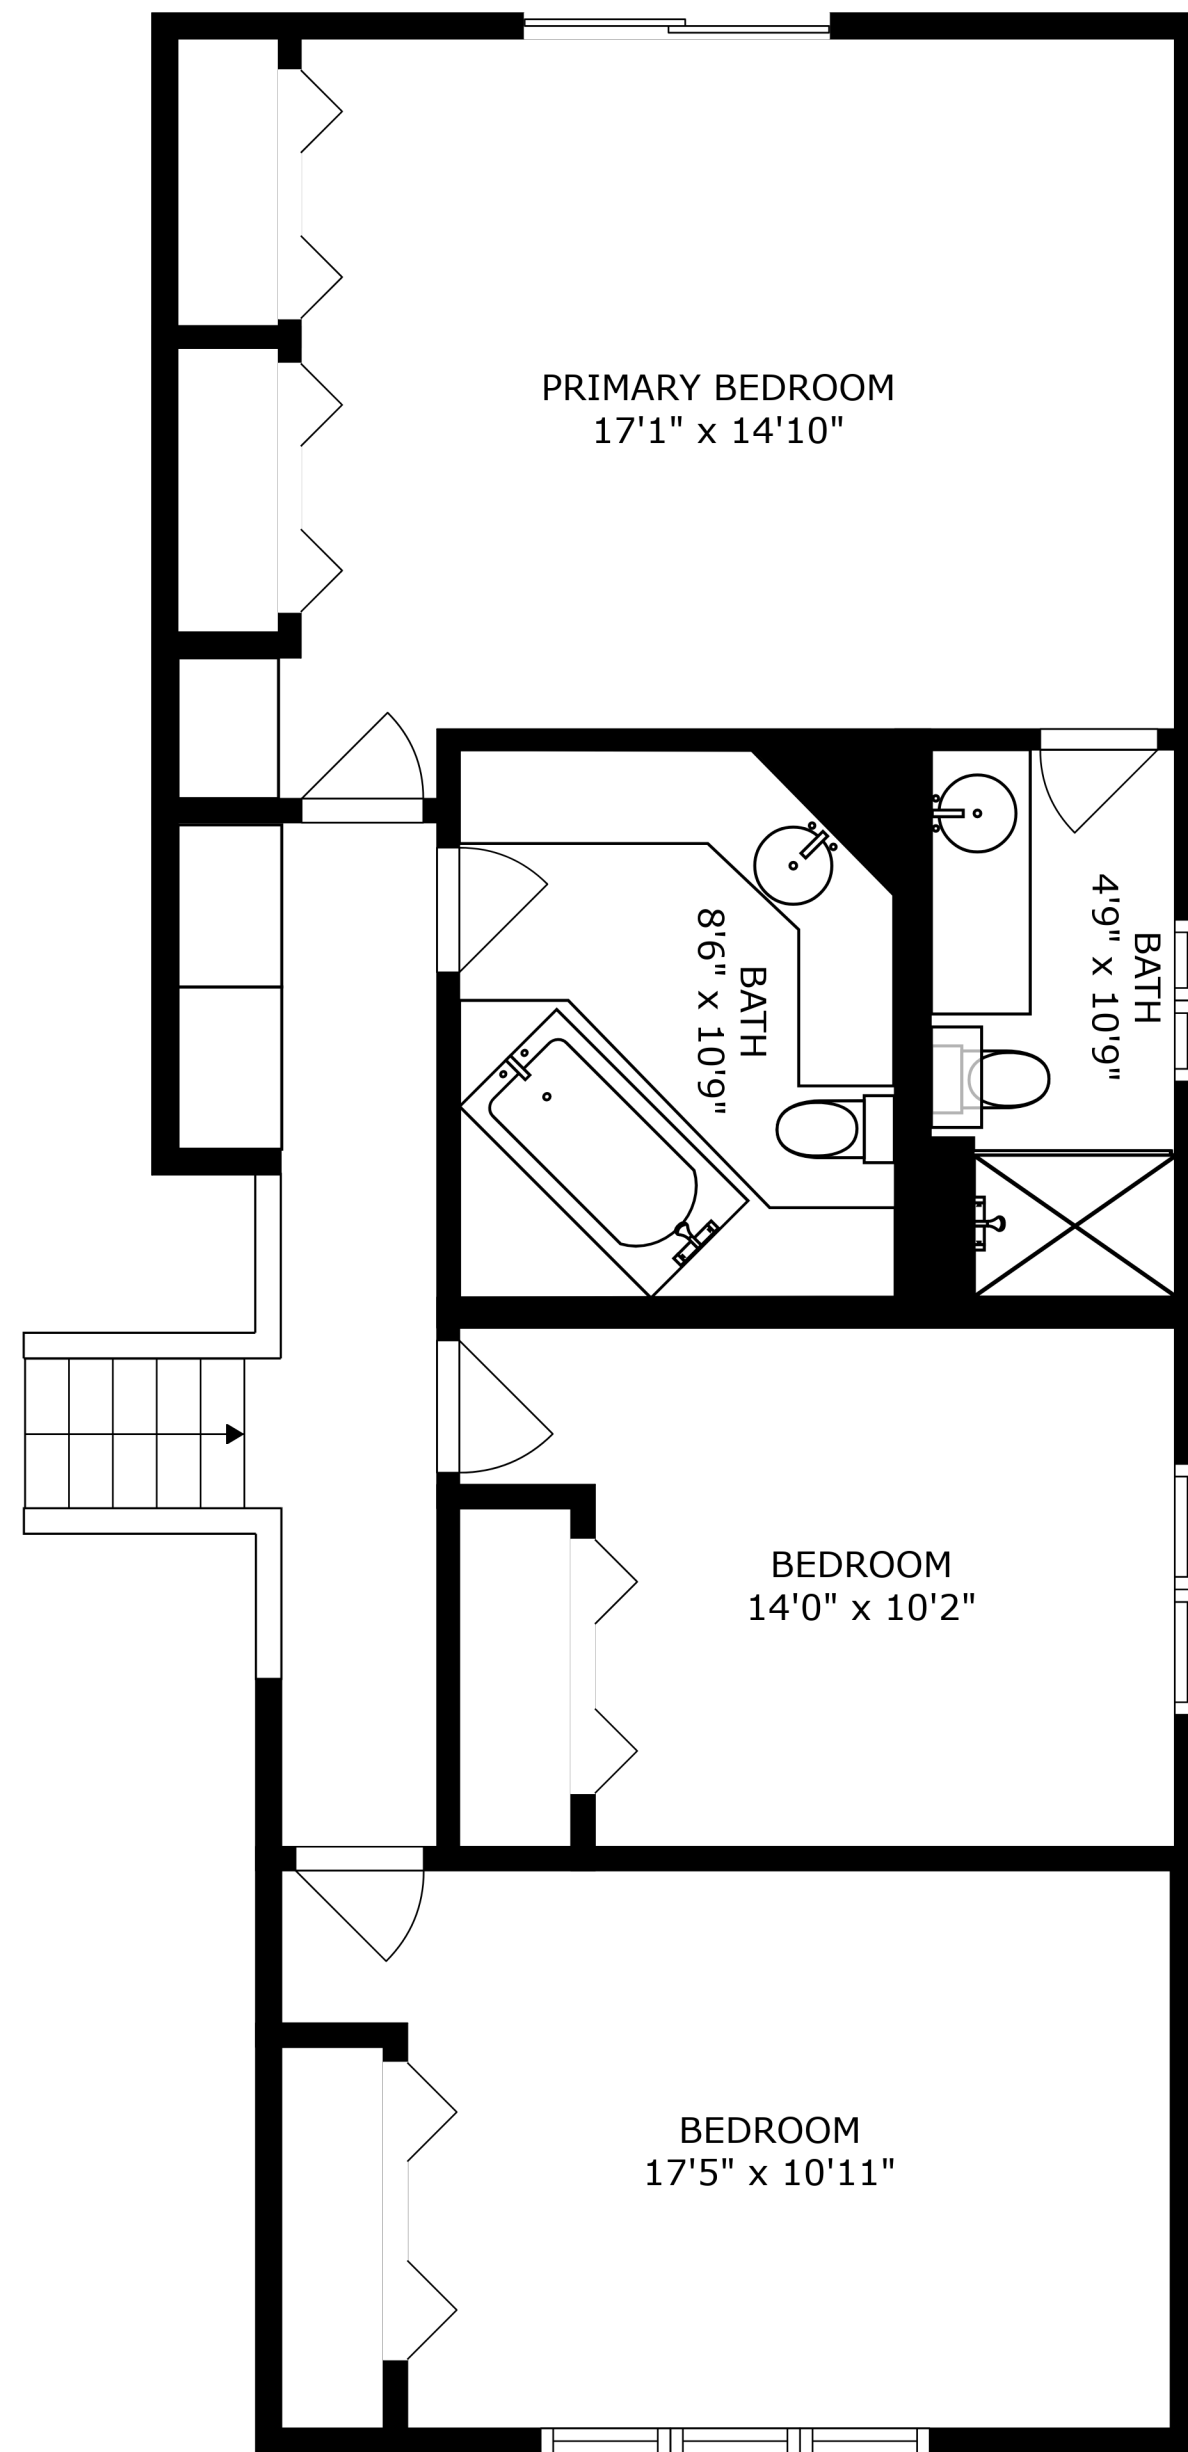 PRIMARY BEDROOM
17'1" x 14'10"
BATH
8'6" x 10'9"
BATH
4'9" x 10'9"
BEDROOM
14'0" x 10'2"
BEDROOM
17'5" x 10'11"